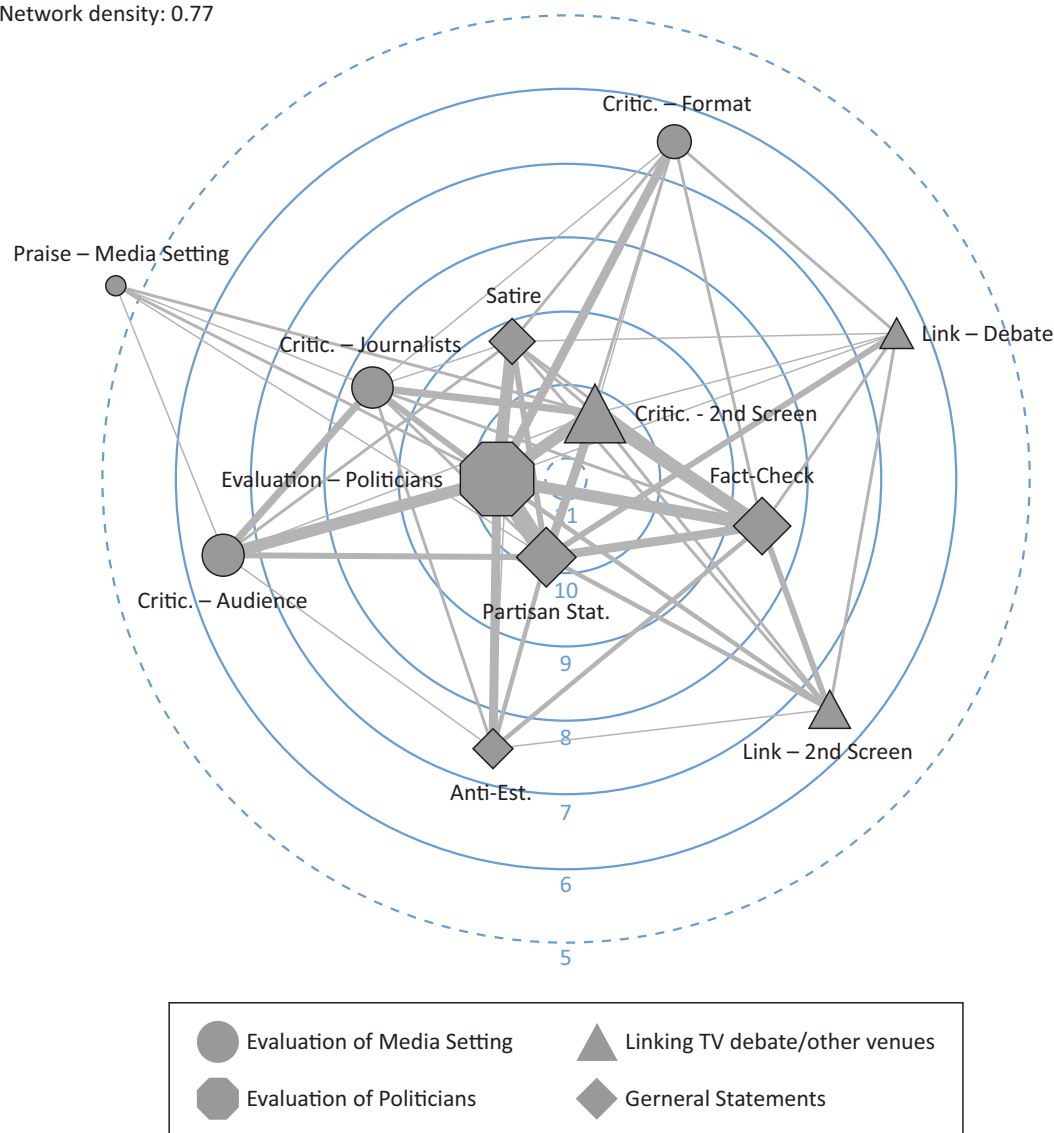 Network density: 0.77
Critic. – Format
Praise – Media Setting
Satire
Link – Debate
Critic. – Journalists
Critic. - 2nd Screen
Evaluation – Politicians
Fact-Check
11
10
Critic. – Audience
Partisan Stat.
9
8
Link – 2nd Screen
Anti-Est.
7
6
5
Evaluation of Media Setting
Linking TV debate/other venues
Evaluation of Politicians
Gerneral Statements